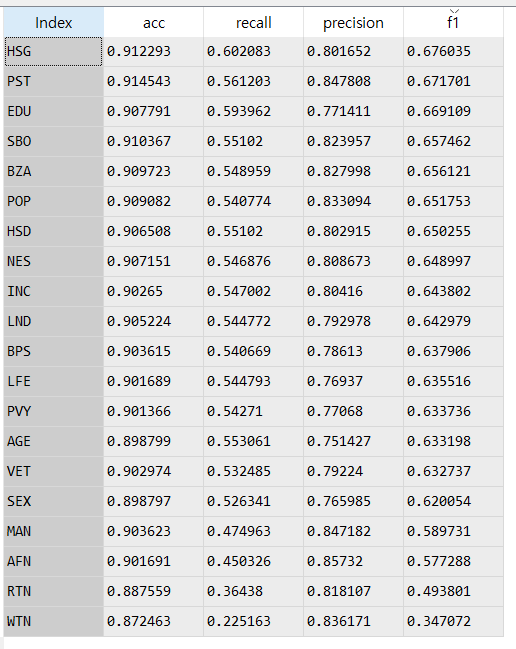 Index acc recall precision f1
HSG 0.912293 0.602083 0.801652 0.676035
PST 0.914543 0.561203 0.847808 0.671701
EDU 0.907791 0.593962 0.771411 0.669109
SBO 0.910367 0.55102 0.823957 0.657462
BZA 0.909723 0.548959 0.827998 0.656121
POP 0.909082 0.540774 0.833094 0.651753
HSD 0.906508 0.55102 0.802915 0.650255
NES 0.907151 0.546876 0.808673 0.648997
INC 0.90265 0.547002 0.80416 0.643802
LND 0.905224 0.544772 0.792978 0.642979
BPS 0.903615 0.540669 0.78613 0.637906
LFE 0.901689 0.544793 0.76937 0.635516
PVY 0.901366 0.54271 0.77068 0.633736
AGE 0.898799 0.553061 0.751427 0.633198
VET 0.902974 0.532485 0.79224 0.632737
SEX 0.898797 0.526341 0.765985 0.620054
MAN 0.903623 0.474963 0.847182 0.589731
AFN 0.901691 0.450326 0.85732 0.577288
RTN 0.887559 0.36438 0.818107 0.493801
WTN 0.872463 0.225163 0.836171 0.347072